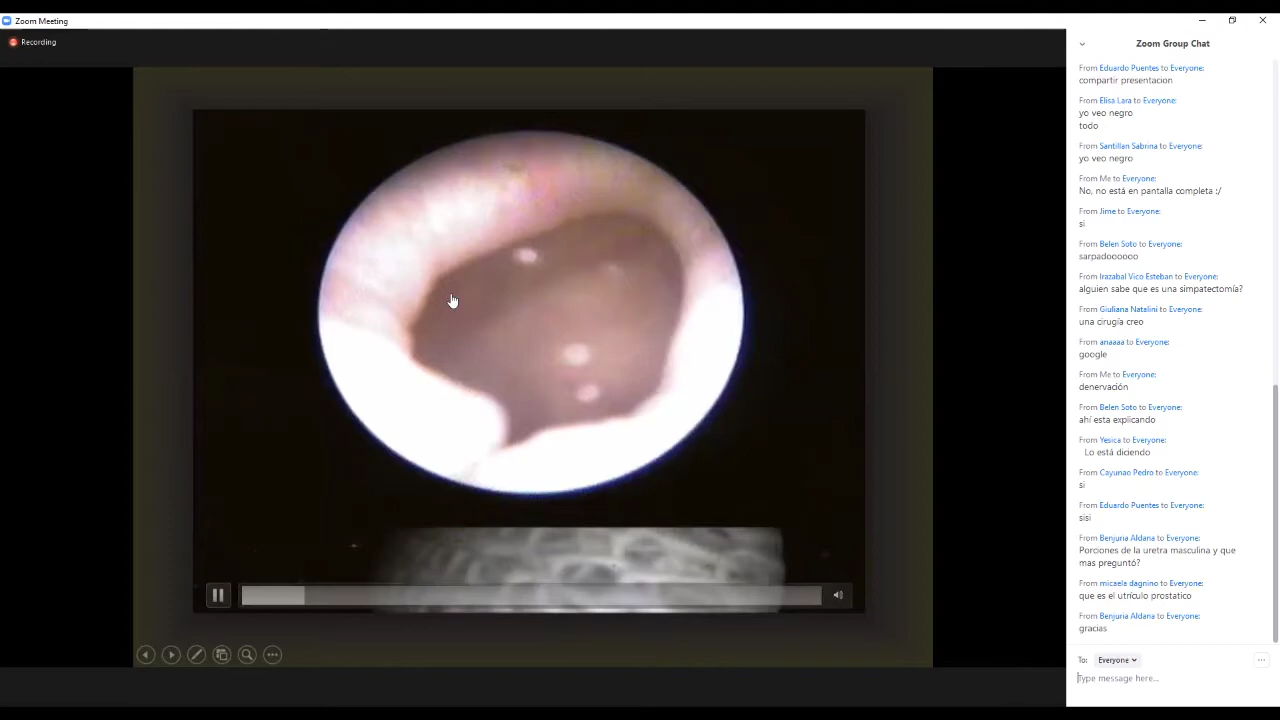 Zoom Meeting
Recording
Zoom Group Chat
From Eduardo Puentes to Everyone:
compartir presentacion
From Elisa Lara to Everyone:
yo veo negro
todo
From Santillan Sabrina to Everyone:
yo veo negro
From Me to Everyone:
No, no está en pantalla completa :/
From Jime to Everyone:
si
From Belen Soto to Everyone:
sarpadoooooo
From Irazabal Vico Esteban to Everyone:
alguien sabe que es una simpatectomía?
From Giuliana Natalini to Everyone:
una cirugía creo
From anaaaa to Everyone:
google
From Me to Everyone:
denervación
From Belen Soto to Everyone:
ahí esta explicando
From Yesica to Everyone:
Lo está diciendo
From Cayunao Pedro to Everyone:
si
From Eduardo Puentes to Everyone:
sisi
From Benjuria Aldana to Everyone:
Porciones de la uretra masculina y que
mas preguntó?
From micaela dagnino to Everyone:
que es el utrículo prostatico
From Benjuria Aldana to Everyone:
gracias
To: Everyone
Type message here...